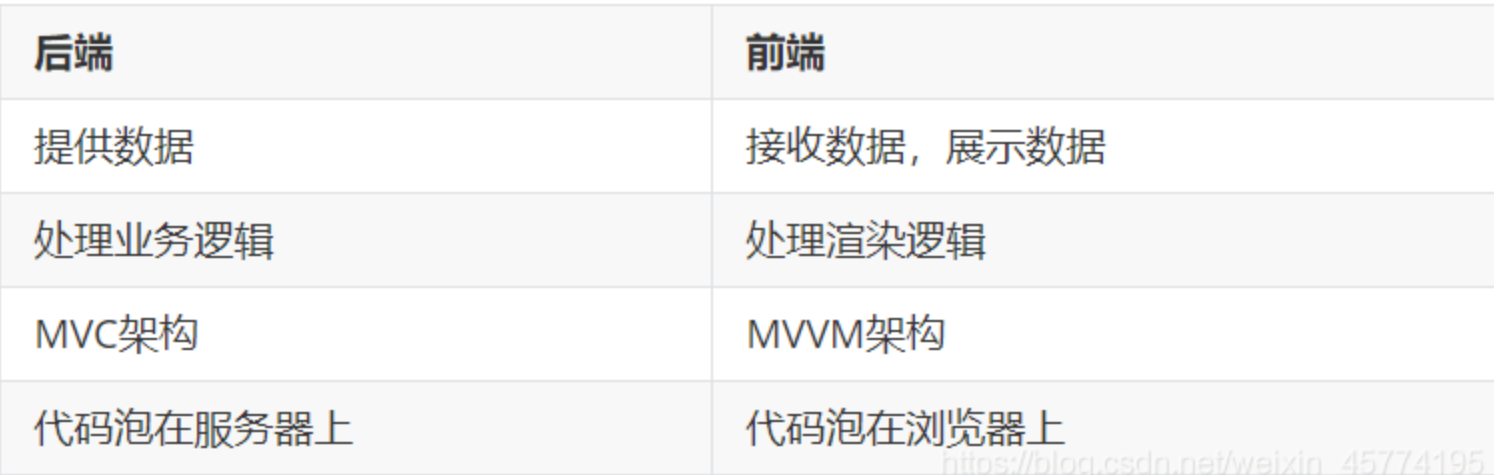 后端 前端
提供数据 接收数据，展示数据
处理业务逻辑 处理渲染逻辑
MVC架构 MVVM架构
代码泡在服务器上 代码泡在浏览器上
https://blog.csdn.net/weixin_45774195